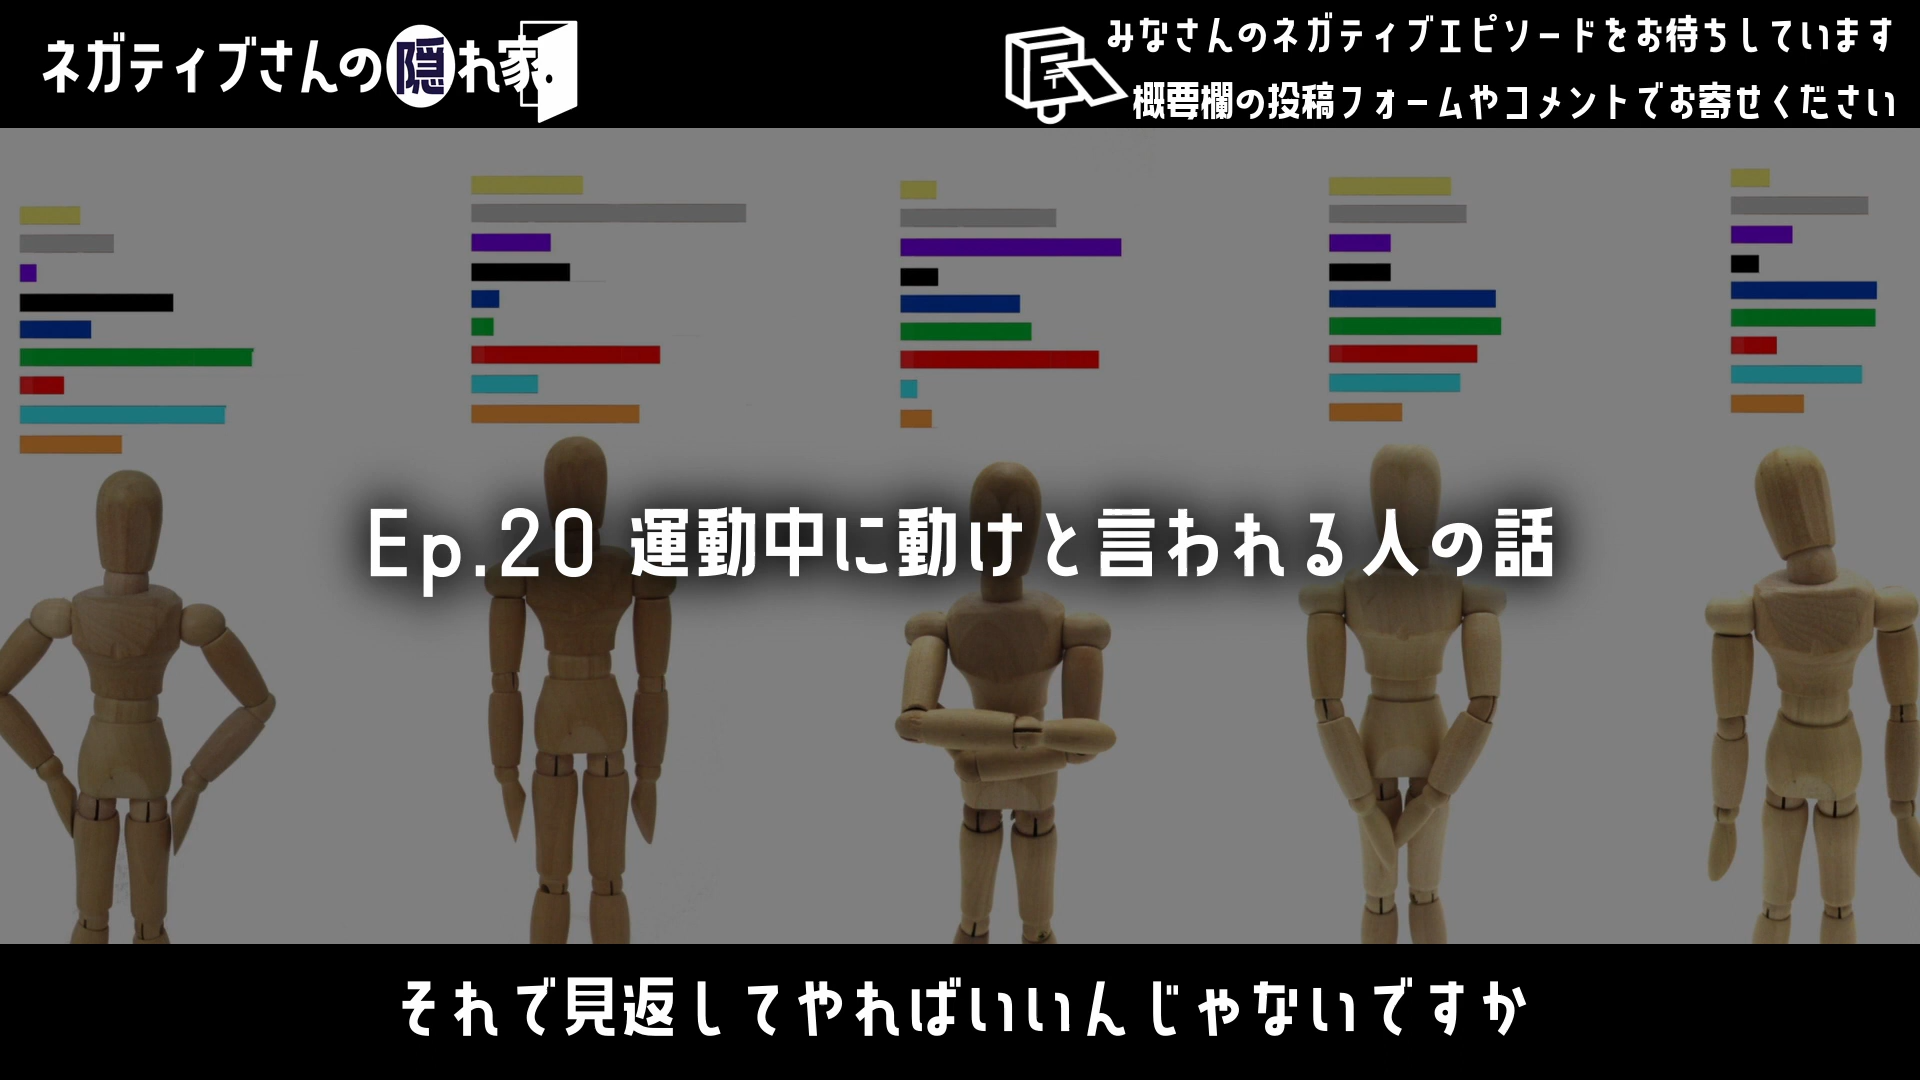 ネガティブさんの隠れ家
みなさんのネガティブエピソードをお待ちしています
概要欄の投稿フォームやコメントでお寄せください
Ep.20 運動中に動けと言われる人の話
それで見返してやればいいんじゃないですか